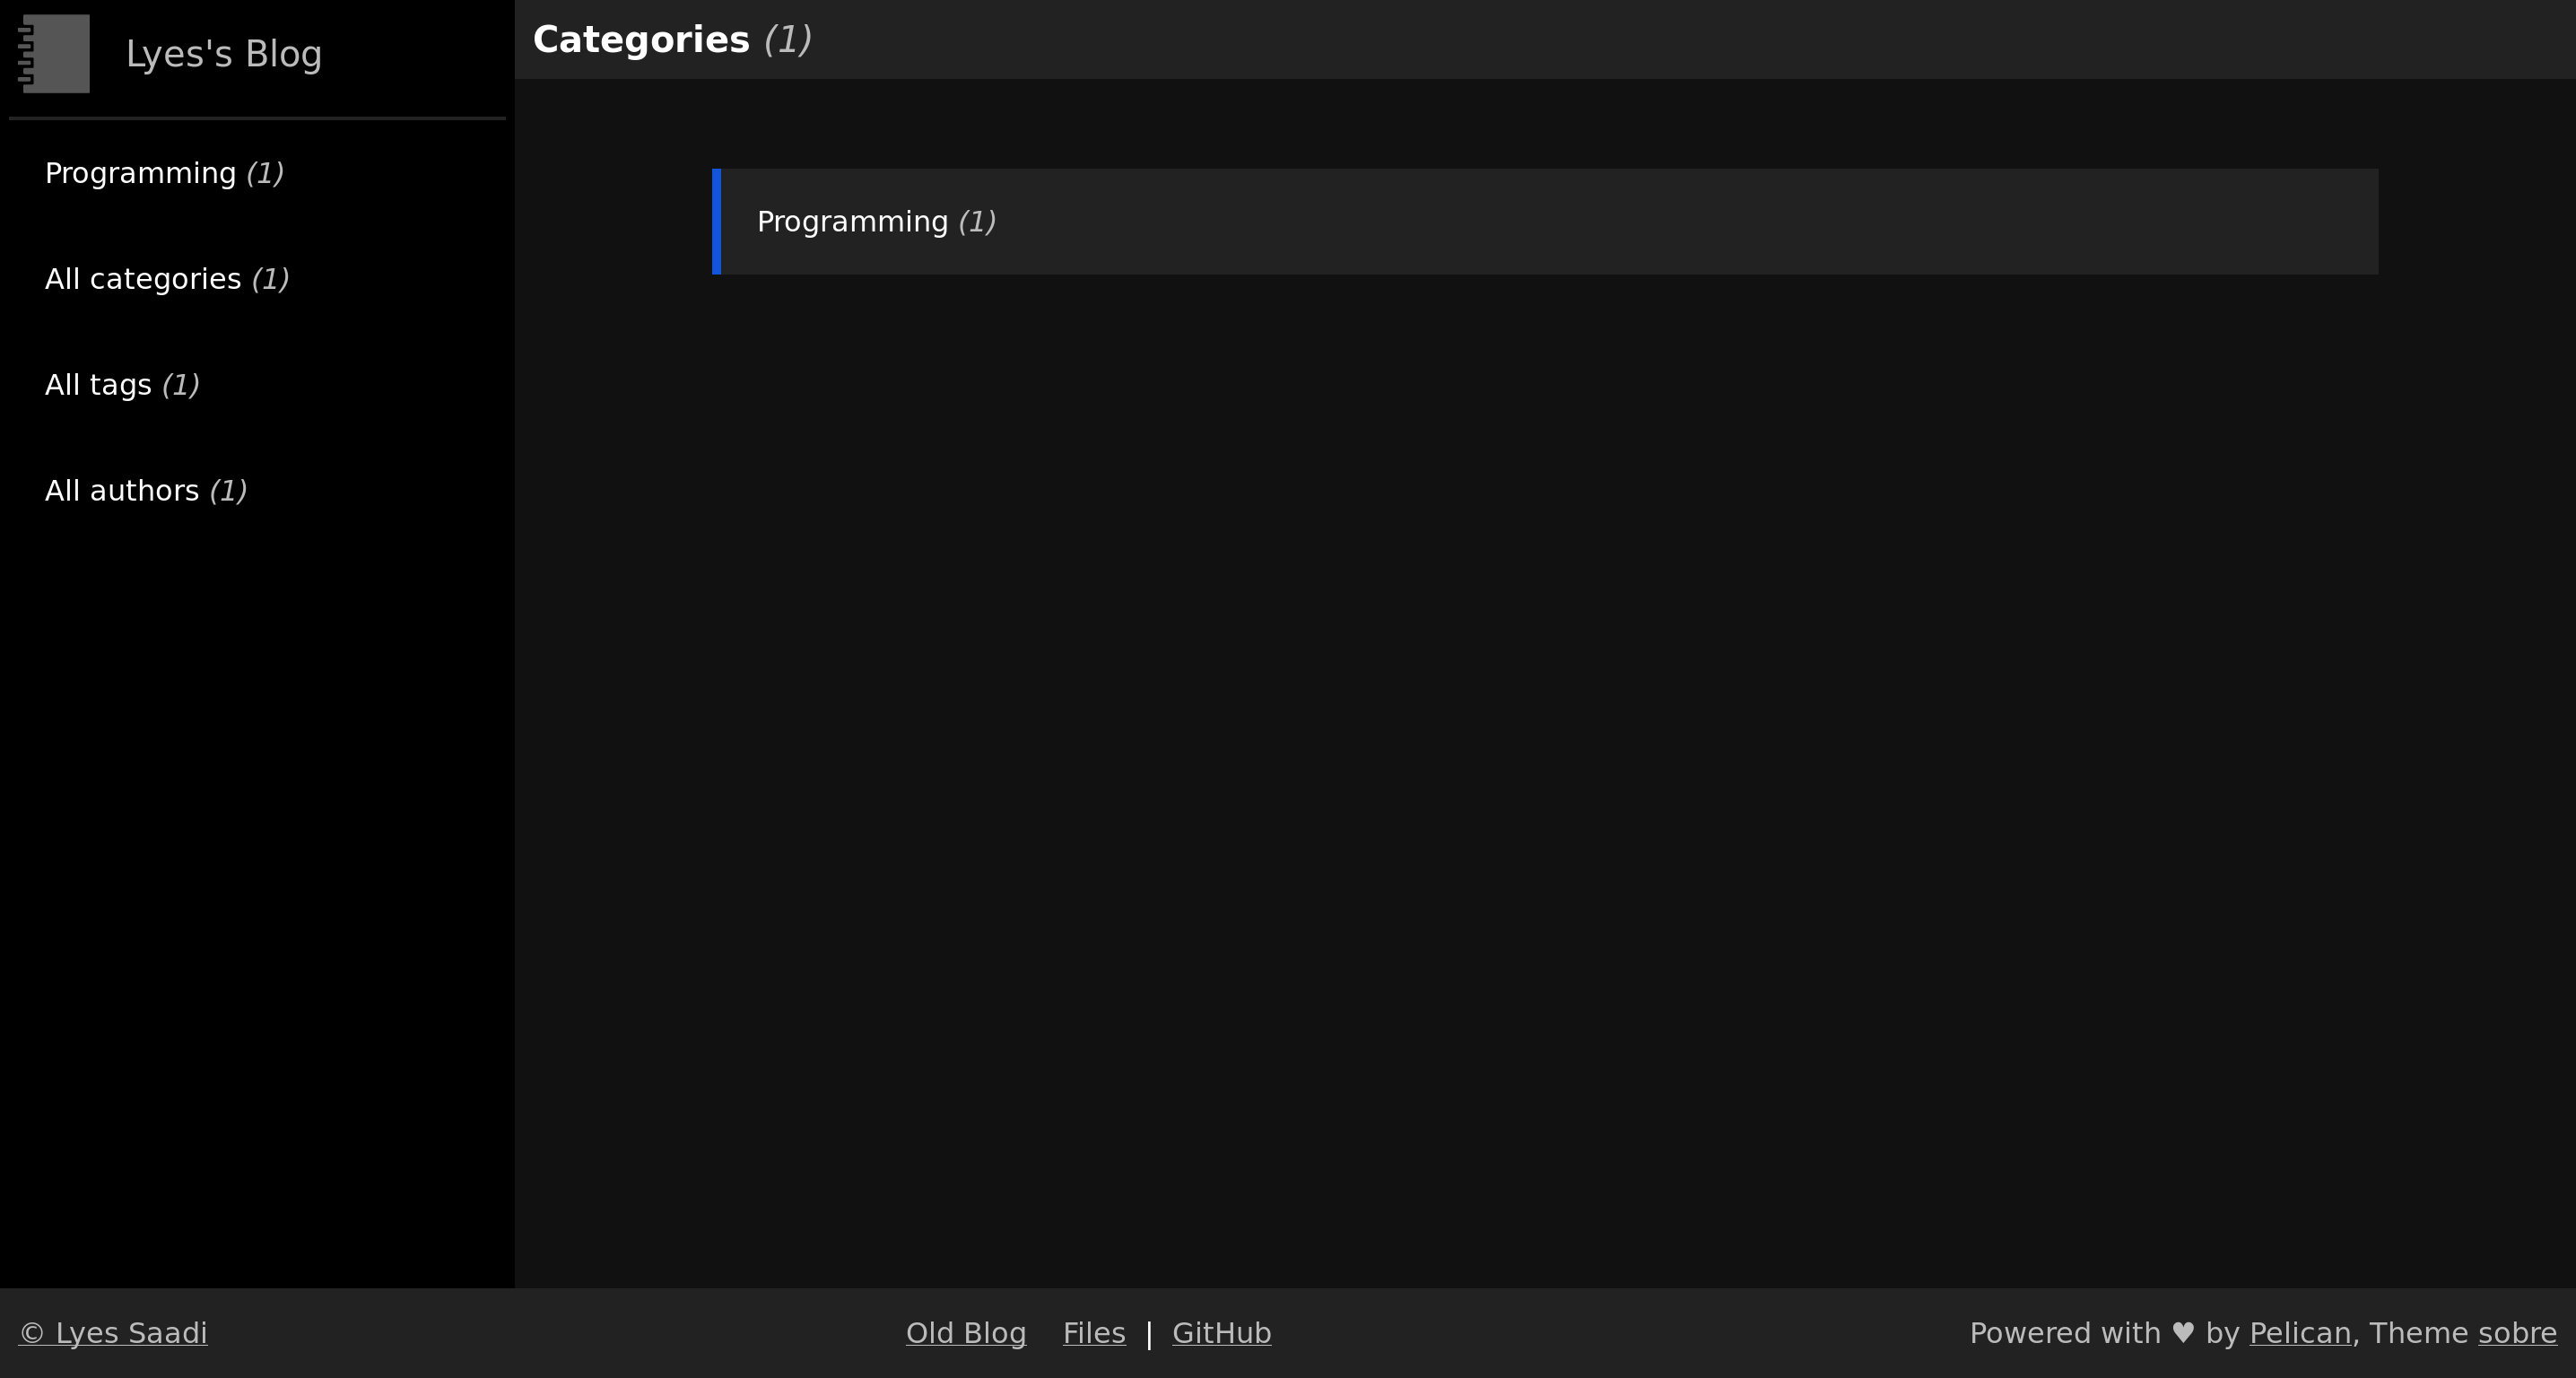 Lyes's Blog
Programming (1)
All categories (1)
All tags (1)
All authors (1)
Categories (1)
Programming (1)
© Lyes Saadi
Old Blog Files | GitHub
Powered with ♥ by Pelican, Theme sobre